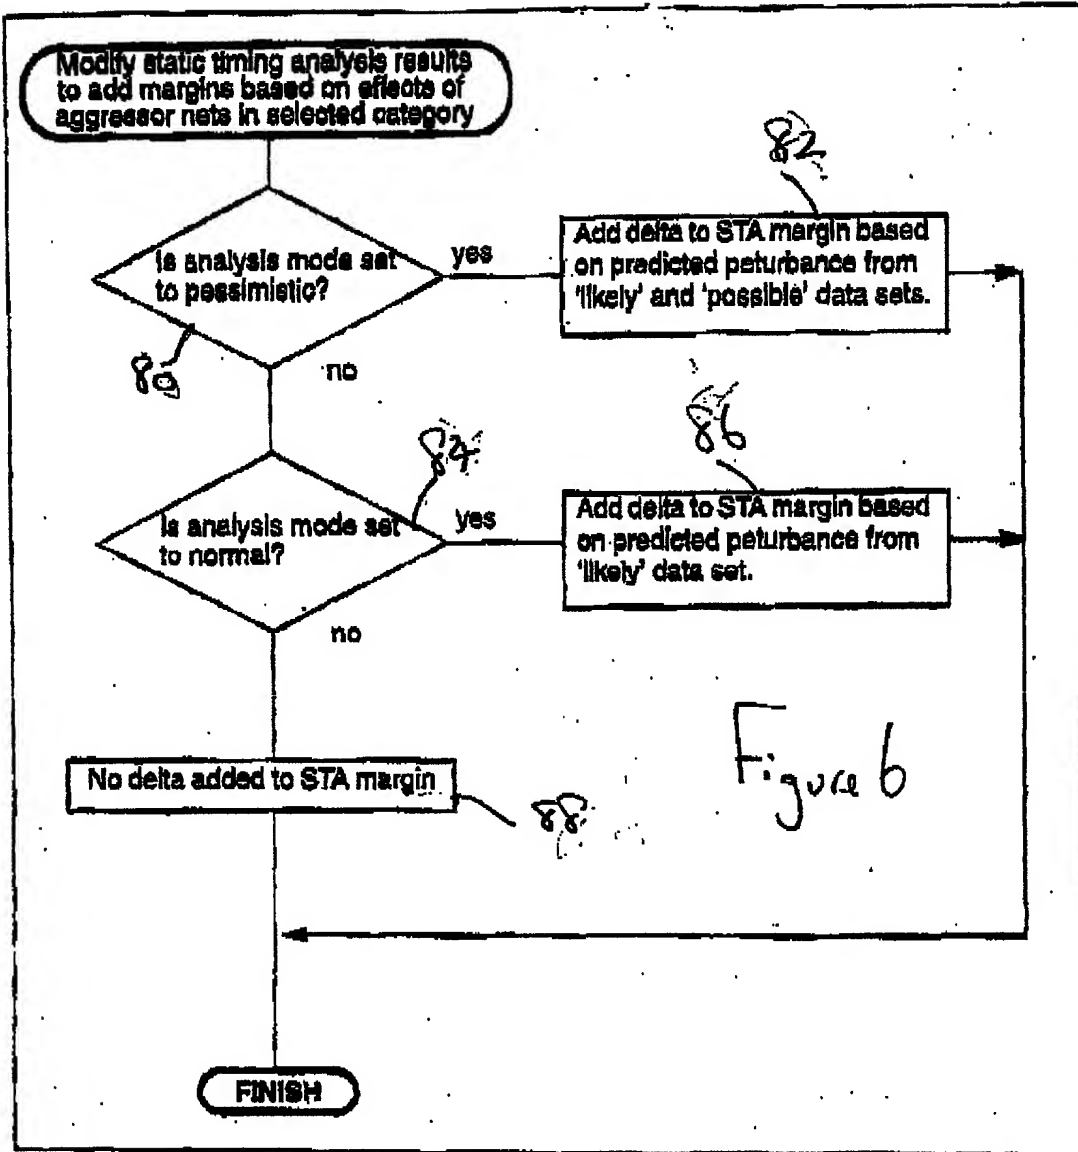 Modify static timing analysis results
to add margins based on effects of
aggressor nets in selected category
82
Is analysis mode set
to pessimistic?
yes
Add delta to STA margin based
on predicted peturbance from
'likely' and 'possible' data sets.
80
no
86
84
Is analysis mode set
to normal?
yes
Add delta to STA margin based
on predicted peturbance from
'likely' data set.
no
No delta added to STA margin
88
Figure 6
FINISH